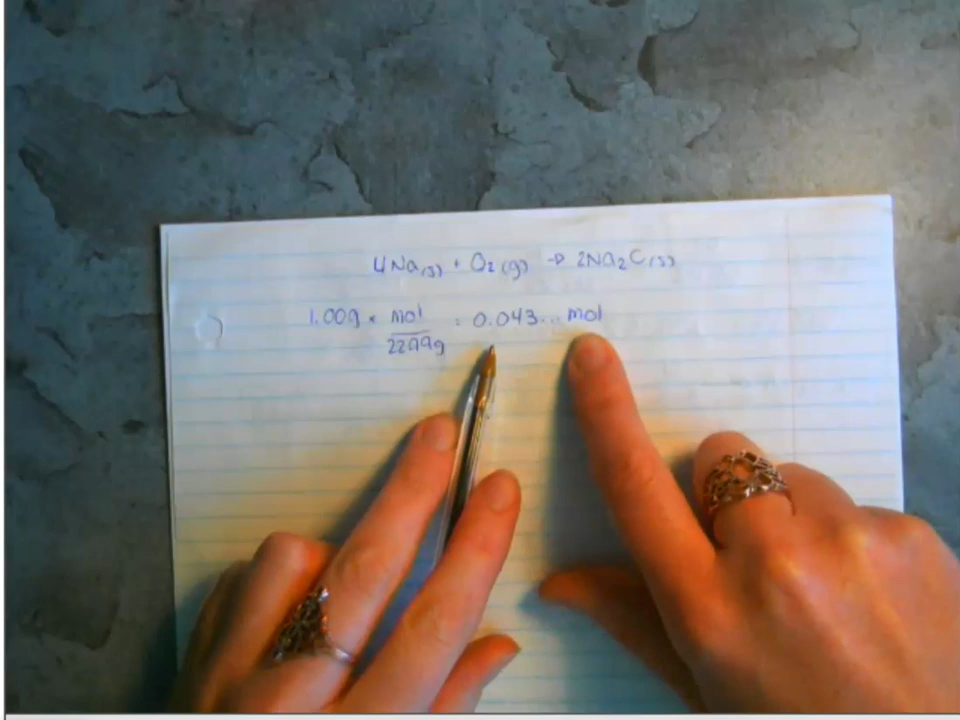 4Na(s) + O2(g) → 2Na2O(s)
1.00g × mol = 0.043... mol
22.99g